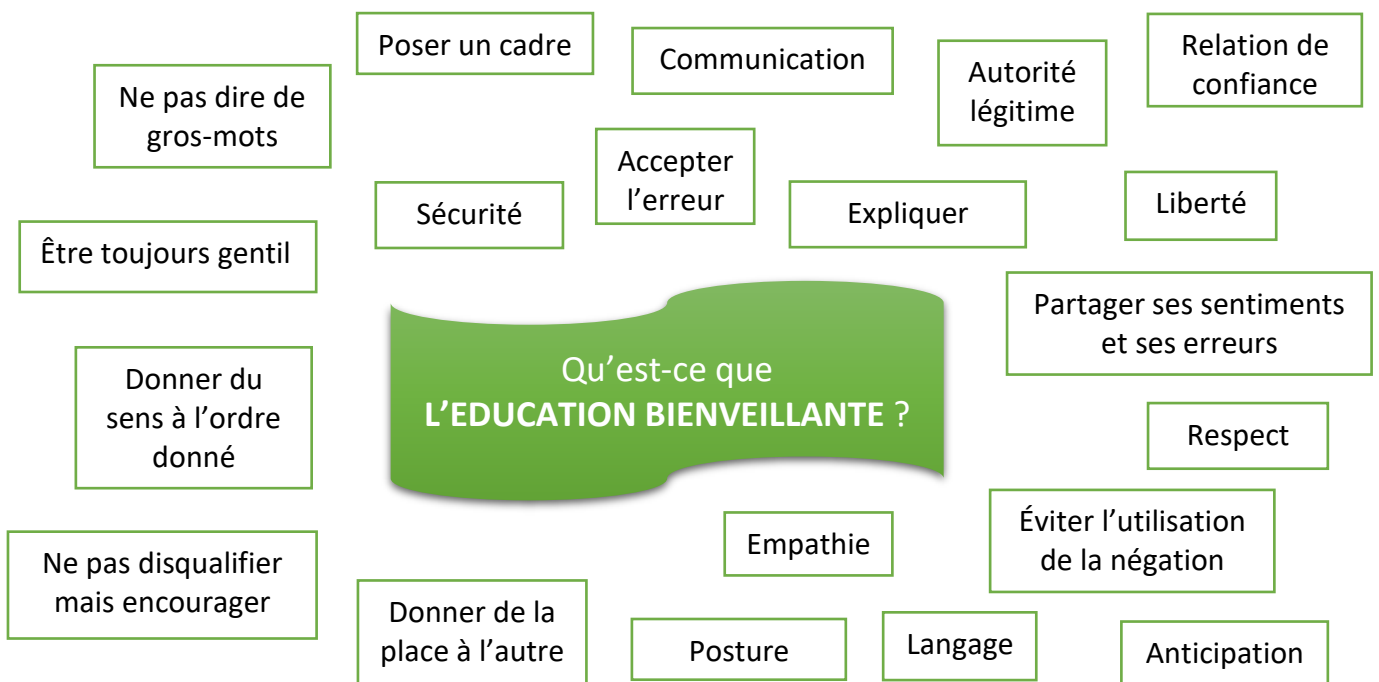 Poser un cadre
Communication
Relation de
confiance
Autorité
légitime
Ne pas dire de
gros-mots
Accepter
l’erreur
Sécurité
Expliquer
Liberté
Être toujours gentil
Partager ses sentiments
et ses erreurs
Qu’est-ce que
L’EDUCATION BIENVEILLANTE ?
Donner du
sens à l’ordre
donné
Respect
Éviter l’utilisation
de la négation
Empathie
Ne pas disqualifier
mais encourager
Donner de la
place à l’autre
Posture
Langage
Anticipation